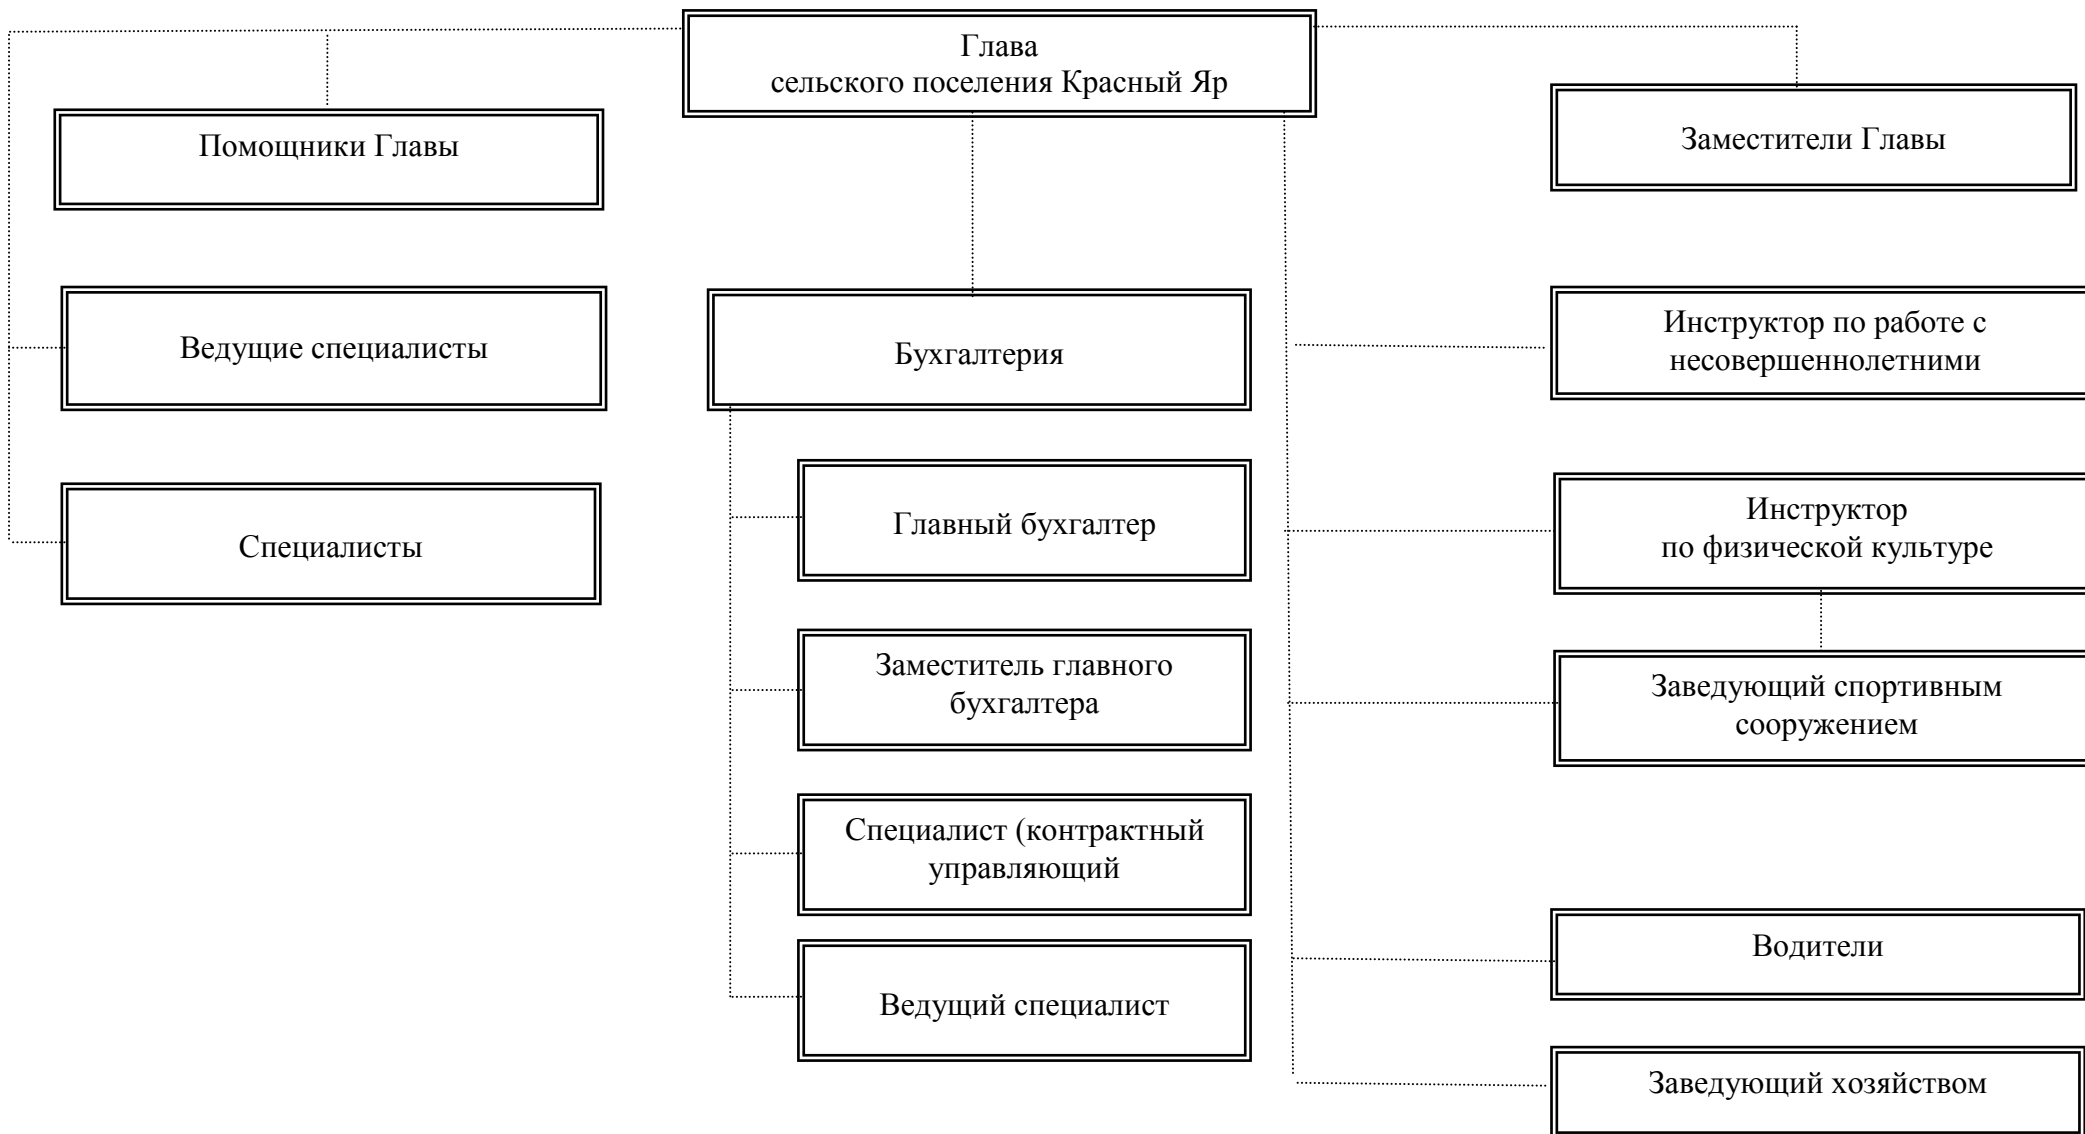 Глава
сельского поселения Красный Яр
Помощники Главы
Заместители Главы
Ведущие специалисты
Бухгалтерия
Инструктор по работе с
несовершеннолетними
Специалисты
Главный бухгалтер
Инструктор
по физической культуре
Заместитель главного
бухгалтера
Заведующий спортивным
сооружением
Специалист (контрактный
управляющий
Водители
Ведущий специалист
Заведующий хозяйством